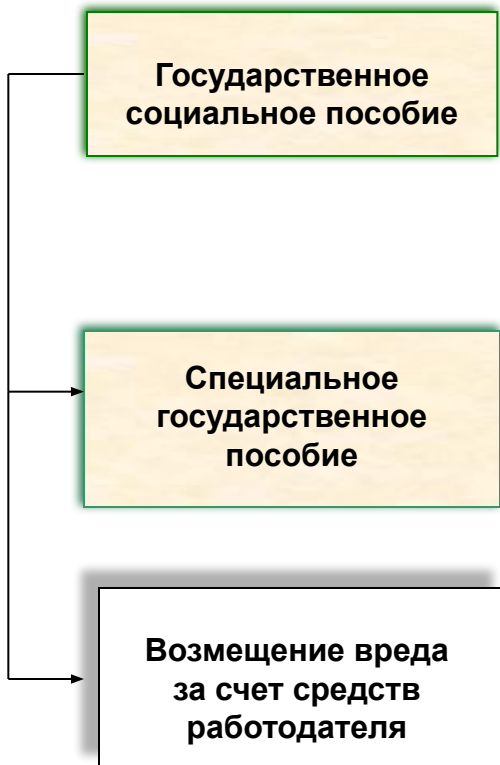 Государственное
социальное пособие
Специальное
государственное
пособие
Возмещение вреда
за счет средств
работодателя